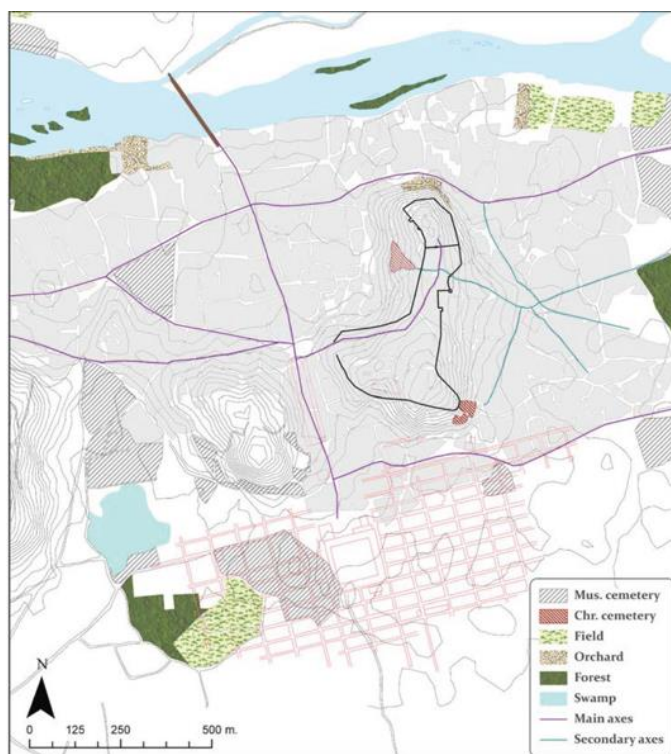 Mus. cemetery
Chr. cemetery
Field
Orchard
Forest
Swamp
Main axes
Secondary axes
N
0 125 250 500 m.